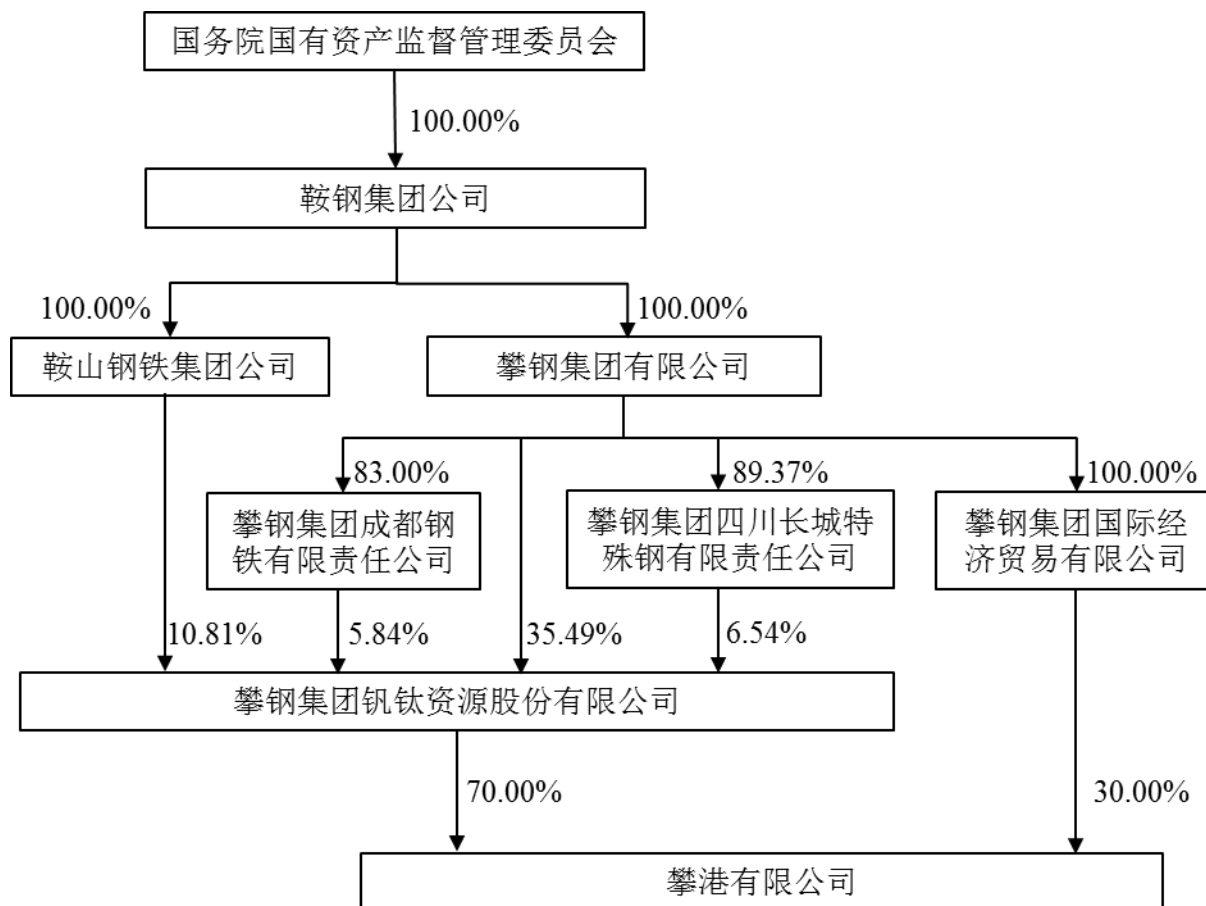 国务院国有资产监督管理委员会
100.00%
鞍钢集团公司
100.00%
100.00%
鞍山钢铁集团公司
攀钢集团有限公司
83.00%
89.37%
100.00%
攀钢集团成都钢
铁有限责任公司
攀钢集团四川长城特
殊钢有限责任公司
攀钢集团国际经
济贸易有限公司
10.81%
5.84%
35.49%
6.54%
攀钢集团钒钛资源股份有限公司
70.00%
30.00%
攀港有限公司